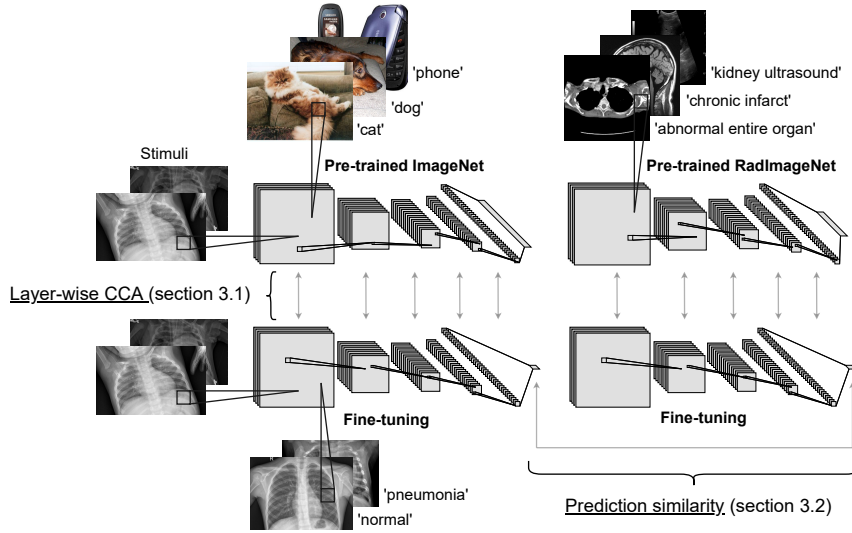 'phone'
'dog'
'cat'
'kidney ultrasound'
'chronic infarct'
'abnormal entire organ'
Stimuli
Pre-trained ImageNet
Pre-trained RadImageNet
Layer-wise CCA (section 3.1)
Fine-tuning
Fine-tuning
'pneumonia'
'normal'
Prediction similarity (section 3.2)